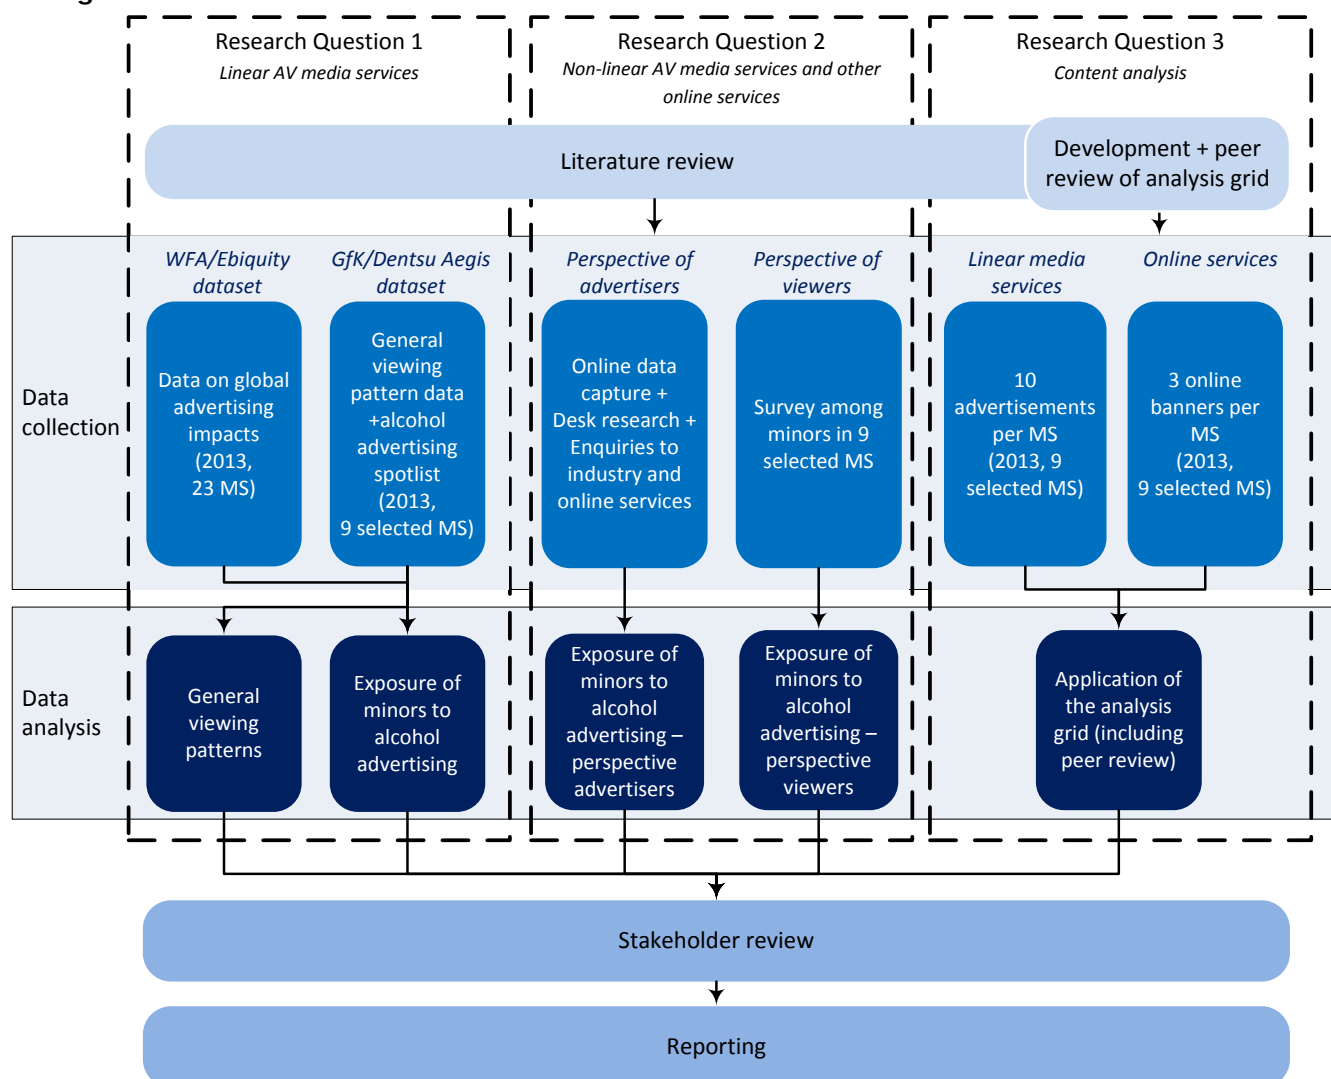 Research Question 1
Linear AV media services
Research Question 2
Non-linear AV media services and other
online services
Research Question 3
Content analysis
Literature review
Development + peer
review of analysis grid
Data
collection
WFA/Ebiquity
dataset
GfK/Dentsu Aegis
dataset
Perspective of
advertisers
Perspective of
viewers
Linear media
services
Online services
Data on global
advertising
impacts
(2013,
23 MS)
General
viewing
pattern data
+alcohol
advertising
spotlist
(2013,
9 selected MS)
Online data
capture +
Desk research +
Enquiries to
industry and
online services
Survey among
minors in 9
selected MS
10
advertisements
per MS
(2013, 9
selected MS)
3 online
banners per
MS
(2013,
9 selected MS)
Data
analysis
General
viewing
patterns
Exposure of
minors to
alcohol
advertising
Exposure of
minors to
alcohol
advertising –
perspective
advertisers
Exposure of
minors to
alcohol
advertising –
perspective
viewers
Application of
the analysis
grid (including
peer review)
Stakeholder review
Reporting